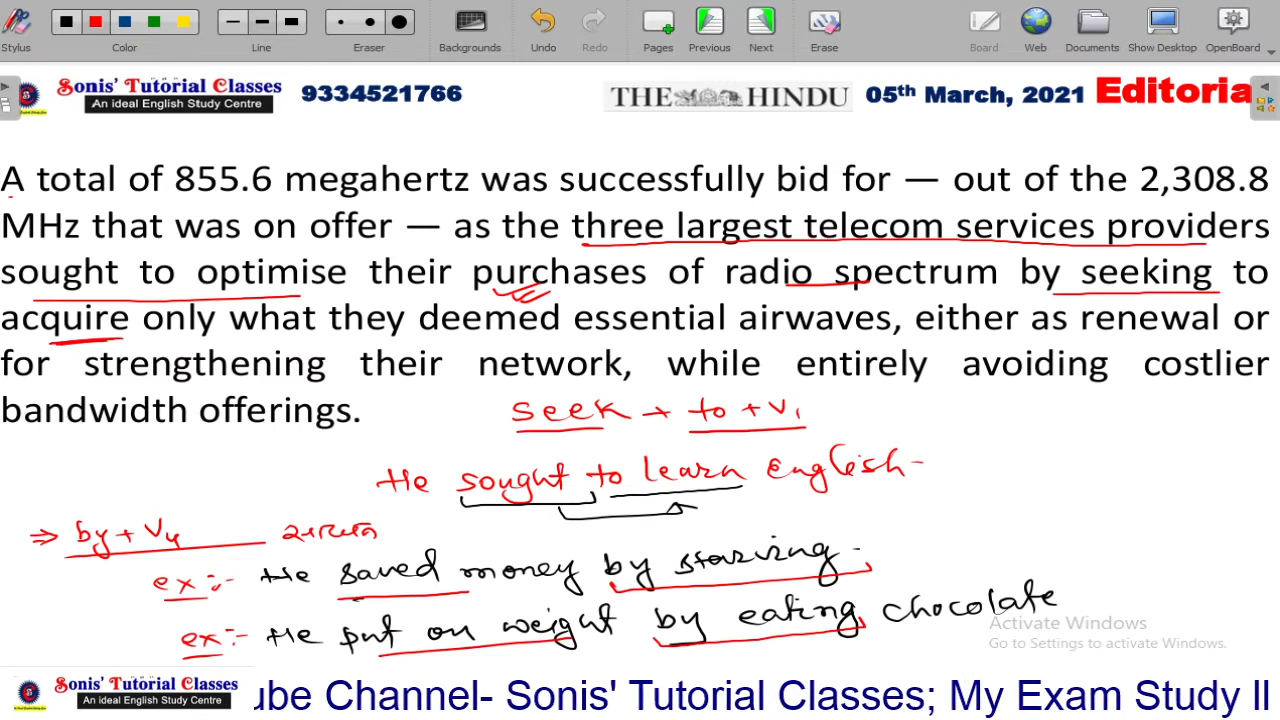 Stylus Color Line Eraser Backgrounds Undo Redo Pages Previous Next Erase Board Web Documents Show Desktop OpenBoard
Sonis' Tutorial Classes
An ideal English Study Centre
9334521766 THE HINDU 05th March, 2021 Editoria
A total of 855.6 megahertz was successfully bid for — out of the 2,308.8
MHz that was on offer — as the three largest telecom services providers
sought to optimise their purchases of radio spectrum by seeking to
acquire only what they deemed essential airwaves, either as renewal or
for strengthening their network, while entirely avoiding costlier
bandwidth offerings.
seek + to + V1
He sought to learn English
⇒ by + V4
ex:- He saved money by starving.
ex:- He put on weight by eating chocolate
Activate Windows
Go to Settings to activate Windows.
Sonis' Tutorial Classes
An ideal English Study Centre
ube Channel- Sonis' Tutorial Classes; My Exam Study ll